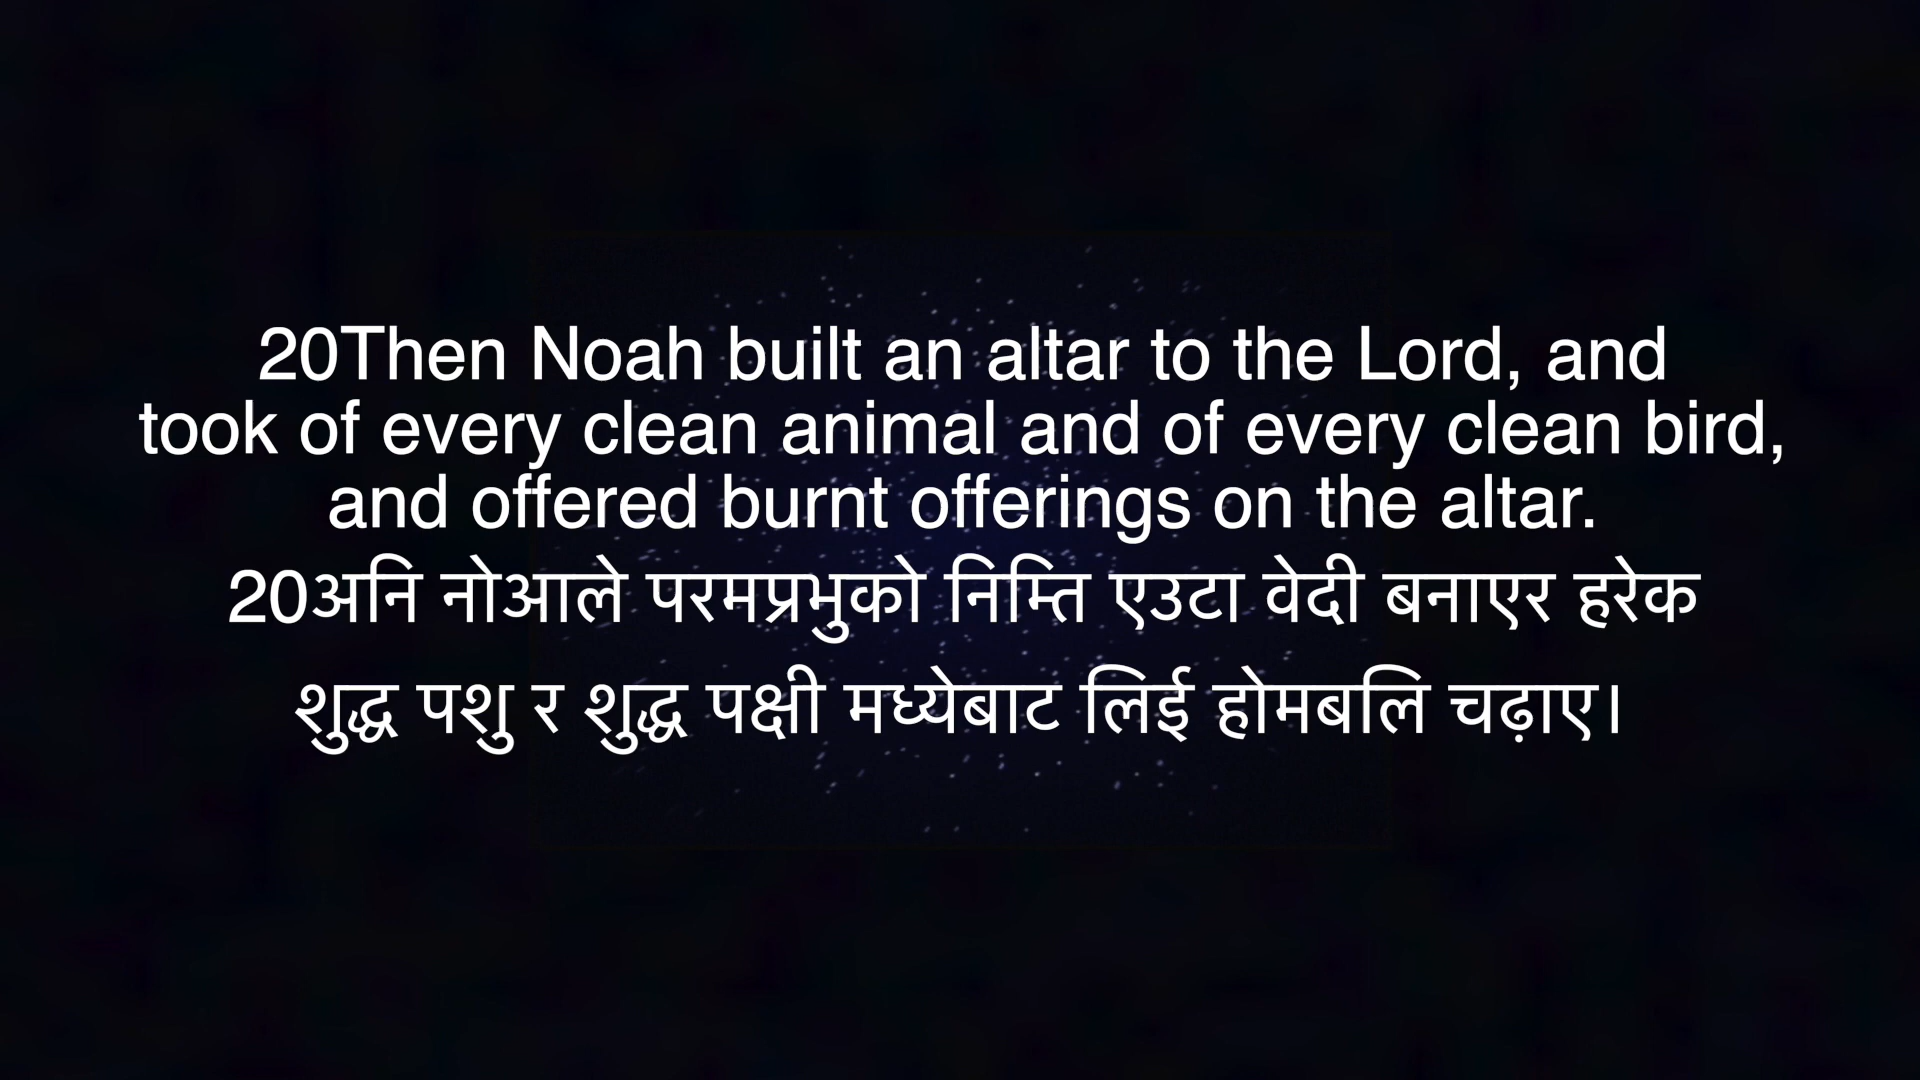 20Then Noah built an altar to the Lord, and
took of every clean animal and of every clean bird,
and offered burnt offerings on the altar.
20अनि नोआले परमप्रभुको निम्ति एउटा वेदी बनाएर हरेक
शुद्ध पशु र शुद्ध पक्षी मध्येबाट लिई होमबलि चढ़ाए।